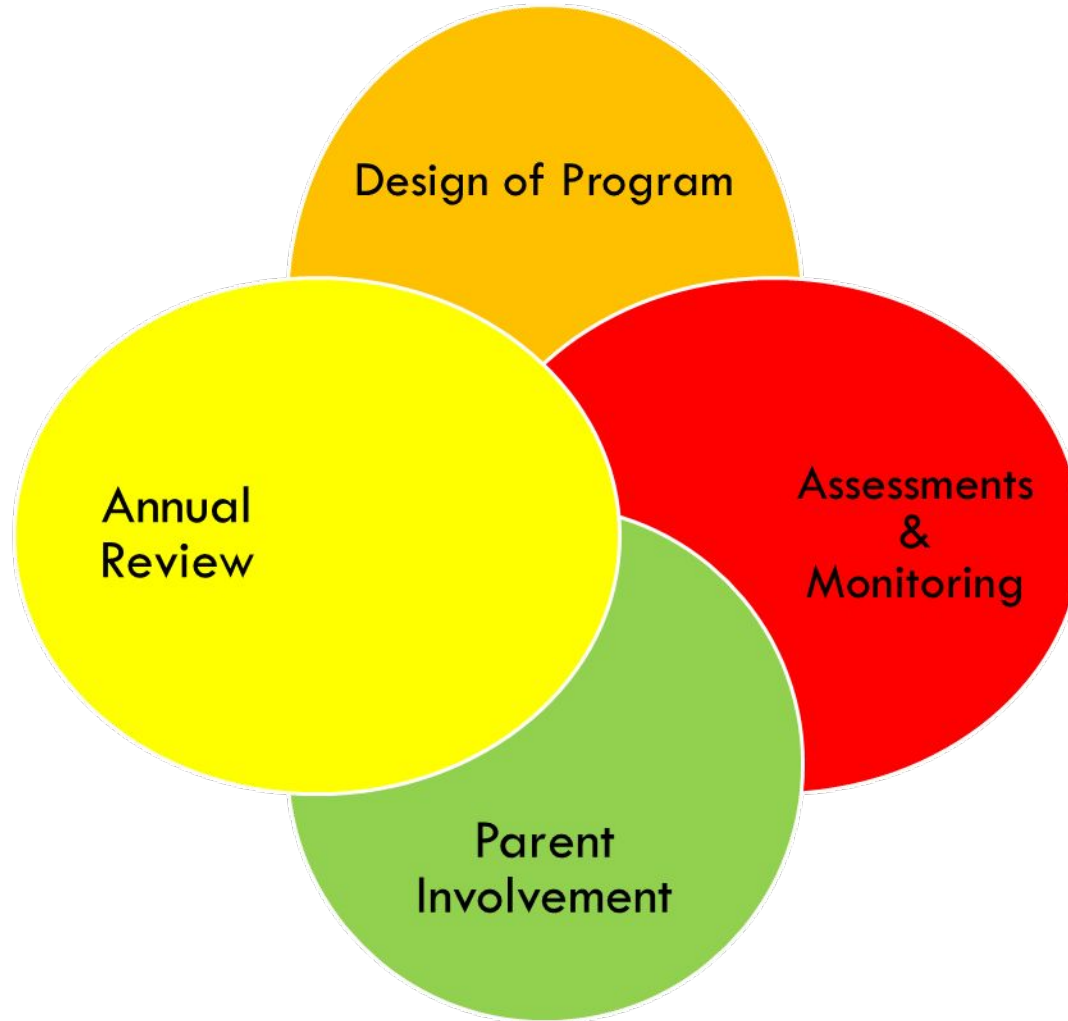 Design of Program
Annual
Review
Assessments
&
Monitoring
Parent
Involvement